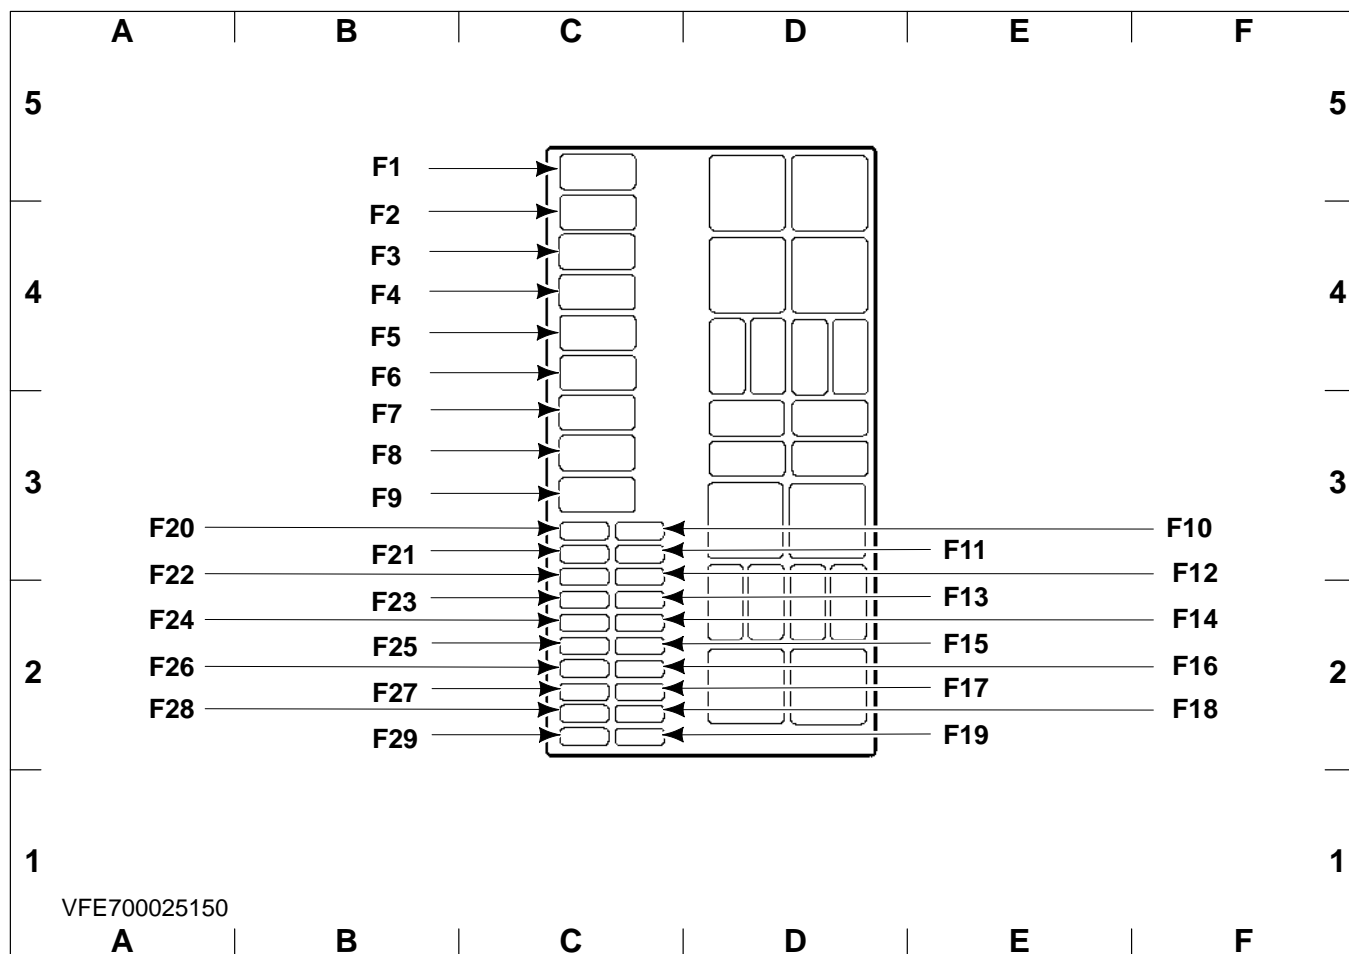 A B C D E F
5 5
F1
F2
F3
4 F4 4
F5
F6
F7
F8
3 3
F9
F20 F10
F21 F11
F22 F12
F23 F13
F24 F14
F25 F15
F26 F16
2 2
F27 F17
F28 F18
F29 F19
1 1
VFE700025150
A B C D E F